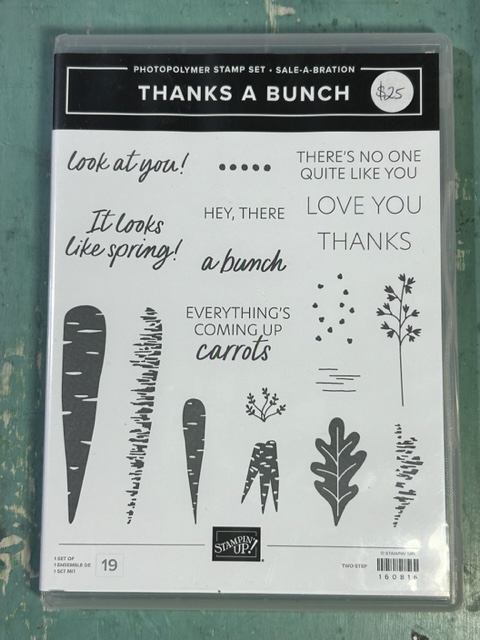 PHOTOPOLYMER STAMP SET • SALE-A-BRATION
THANKS A BUNCH
$25
look at you!
THERE'S NO ONE
QUITE LIKE YOU
HEY, THERE
LOVE YOU
It looks
like spring!
THANKS
a bunch
EVERYTHING'S
COMING UP
carrots
STAMPIN'
UP!
1 SET OF
1 ENSEMBLE DE
1 SET MIT
19
TWO-STEP
© STAMPIN' UP!
160816